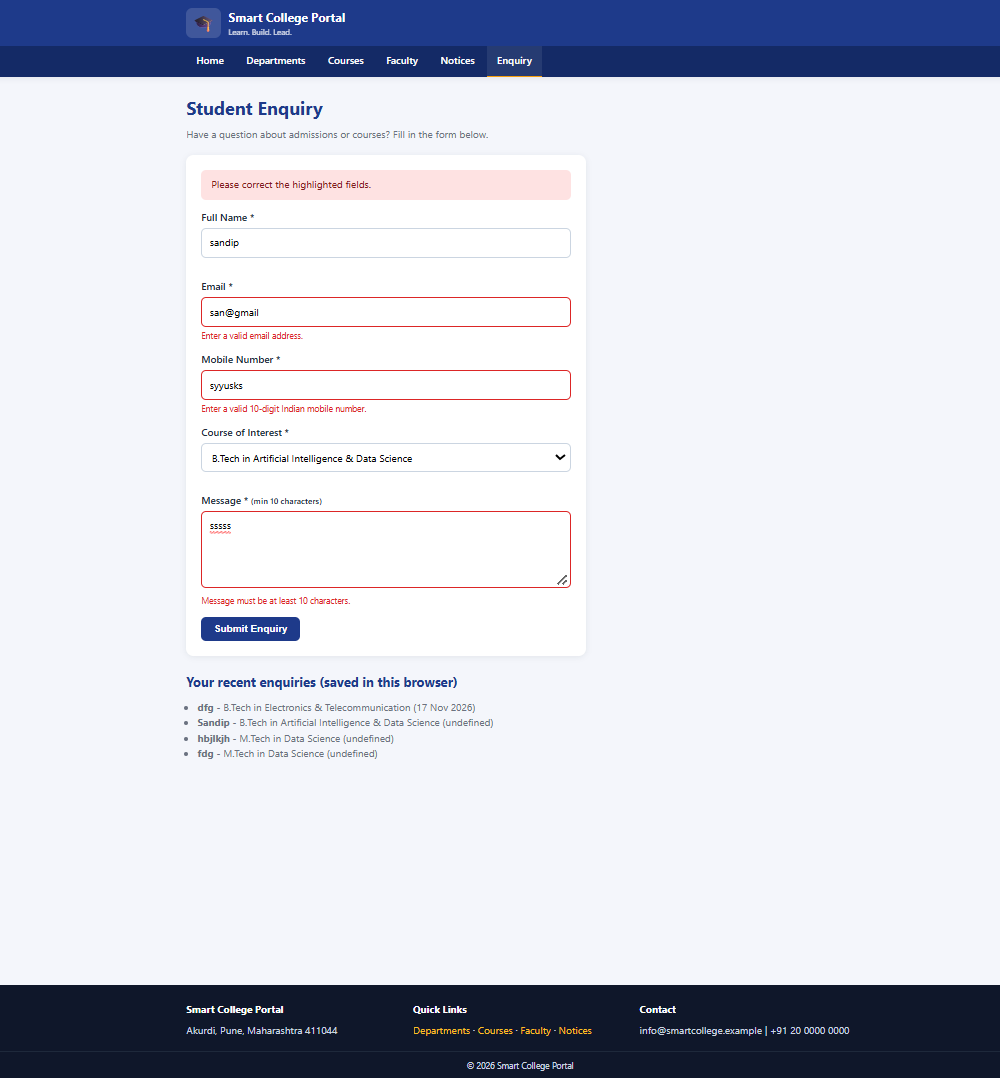 Smart College Portal
Learn. Build. Lead.
Home Departments Courses Faculty Notices Enquiry
Student Enquiry
Have a question about admissions or courses? Fill in the form below.
Please correct the highlighted fields.
Full Name *
sandip
Email *
san@gmail
Enter a valid email address.
Mobile Number *
syyusks
Enter a valid 10-digit Indian mobile number.
Course of Interest *
B.Tech in Artificial Intelligence & Data Science
Message * (min 10 characters)
sssss
Message must be at least 10 characters.
Submit Enquiry
Your recent enquiries (saved in this browser)
• dfg - B.Tech in Electronics & Telecommunication (17 Nov 2026)
• Sandip - B.Tech in Artificial Intelligence & Data Science (undefined)
• hbjlkjh - M.Tech in Data Science (undefined)
• fdg - M.Tech in Data Science (undefined)
Smart College Portal
Akurdi, Pune, Maharashtra 411044
Quick Links
Departments · Courses · Faculty · Notices
Contact
info@smartcollege.example | +91 20 0000 0000
© 2026 Smart College Portal